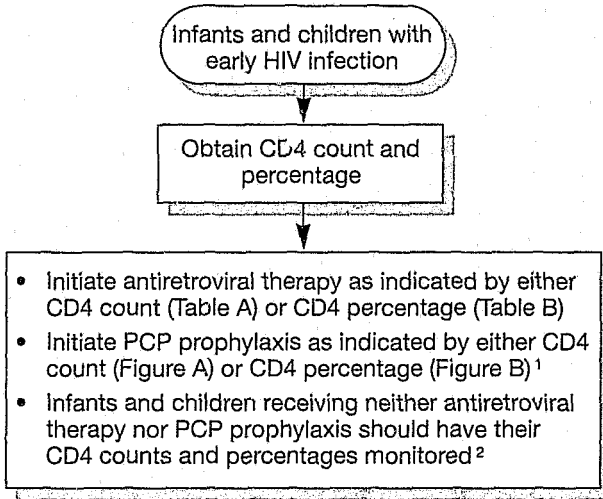 Infants and children with
early HIV infection
Obtain CD4 count and
percentage
• Initiate antiretroviral therapy as indicated by either
CD4 count (Table A) or CD4 percentage (Table B)
• Initiate PCP prophylaxis as indicated by either CD4
count (Figure A) or CD4 percentage (Figure B)¹
• Infants and children receiving neither antiretroviral
therapy nor PCP prophylaxis should have their
CD4 counts and percentages monitored²